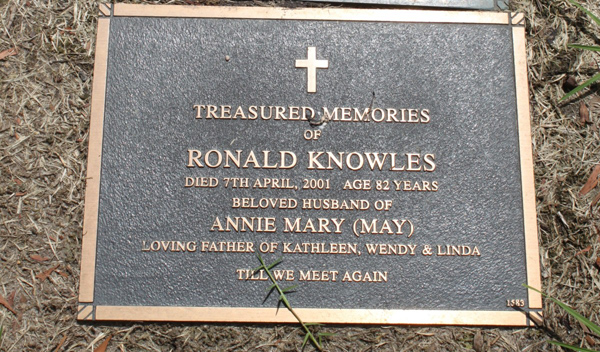 TREASURED MEMORIES
OF
RONALD KNOWLES
DIED 7TH APRIL, 2001 AGE 82 YEARS
BELOVED HUSBAND OF
ANNIE MARY (MAY)
LOVING FATHER OF KATHLEEN, WENDY & LINDA
TILL WE MEET AGAIN
1585